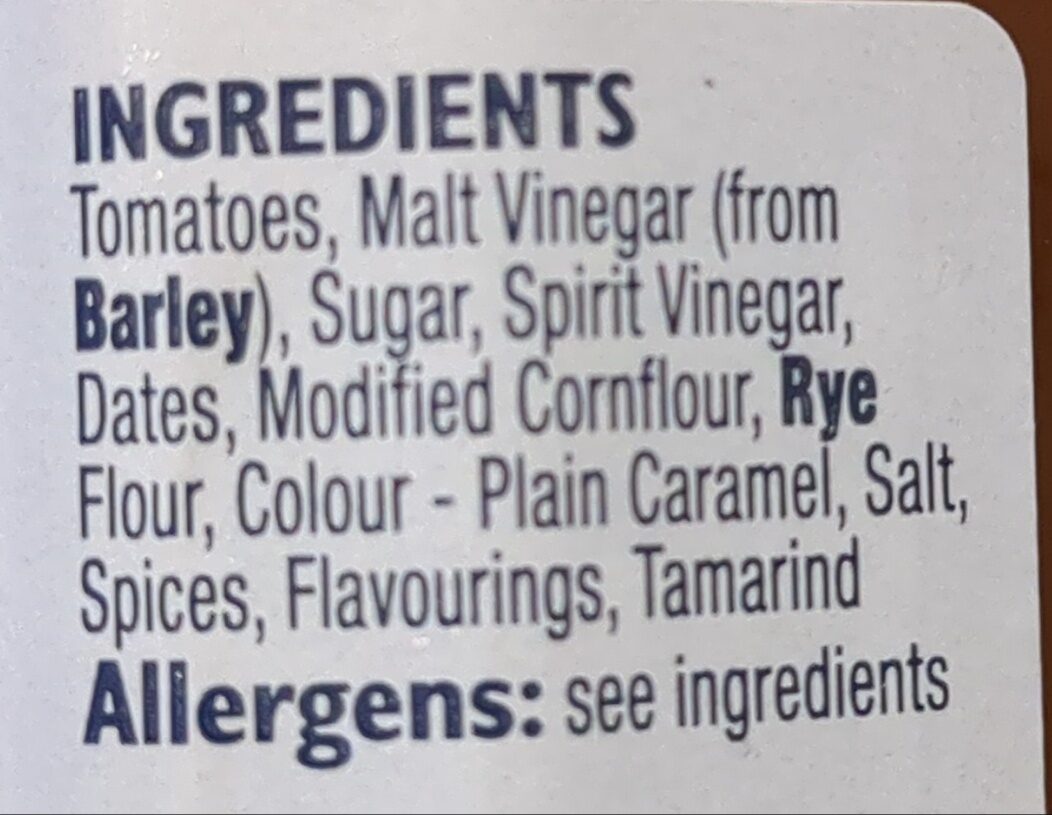 INGREDIENTS
Tomatoes, Malt Vinegar (from
Barley), Sugar, Spirit Vinegar,
Dates, Modified Cornflour, Rye
Flour, Colour - Plain Caramel, Salt,
Spices, Flavourings, Tamarind
Allergens: see ingredients